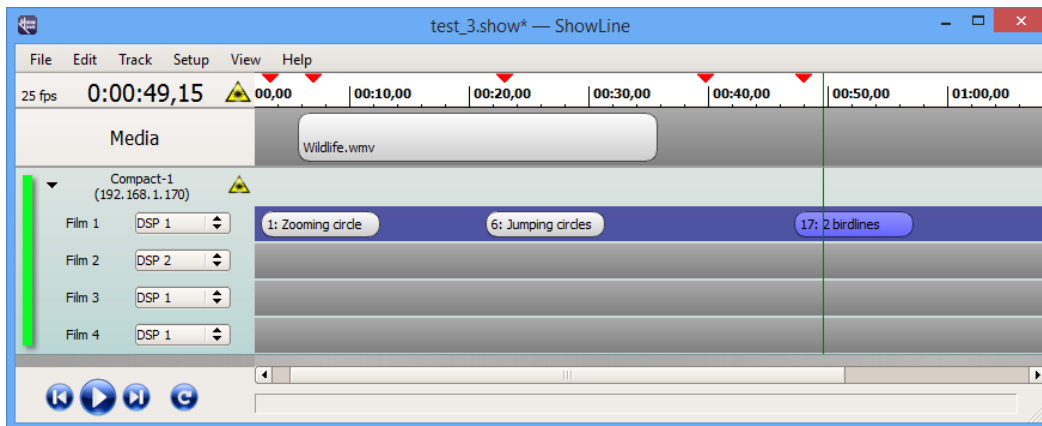 test_3.show* — ShowLine
File Edit Track Setup View Help
25 fps 0:00:49,15 00,00 00:10,00 00:20,00 00:30,00 00:40,00 00:50,00 01:00,00
Media
Wildlife.wmv
Compact-1
(192.168.1.170)
Film 1 DSP 1 1: Zooming circle 6: Jumping circles 17: 2 birdlines
Film 2 DSP 2
Film 3 DSP 1
Film 4 DSP 1